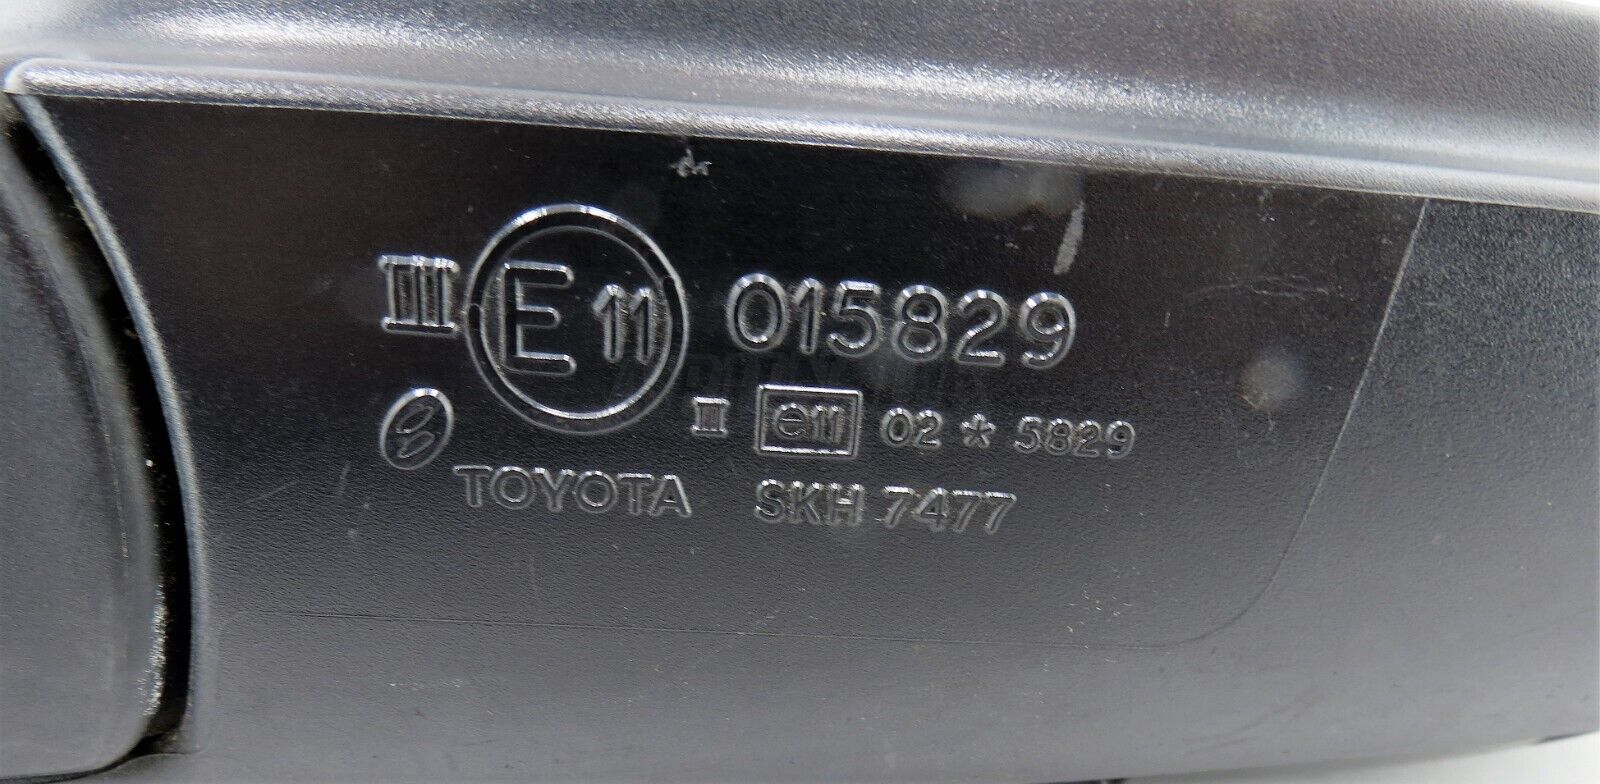 III E 11 015829
II e11 02 * 5829
TOYOTA SKH 7477